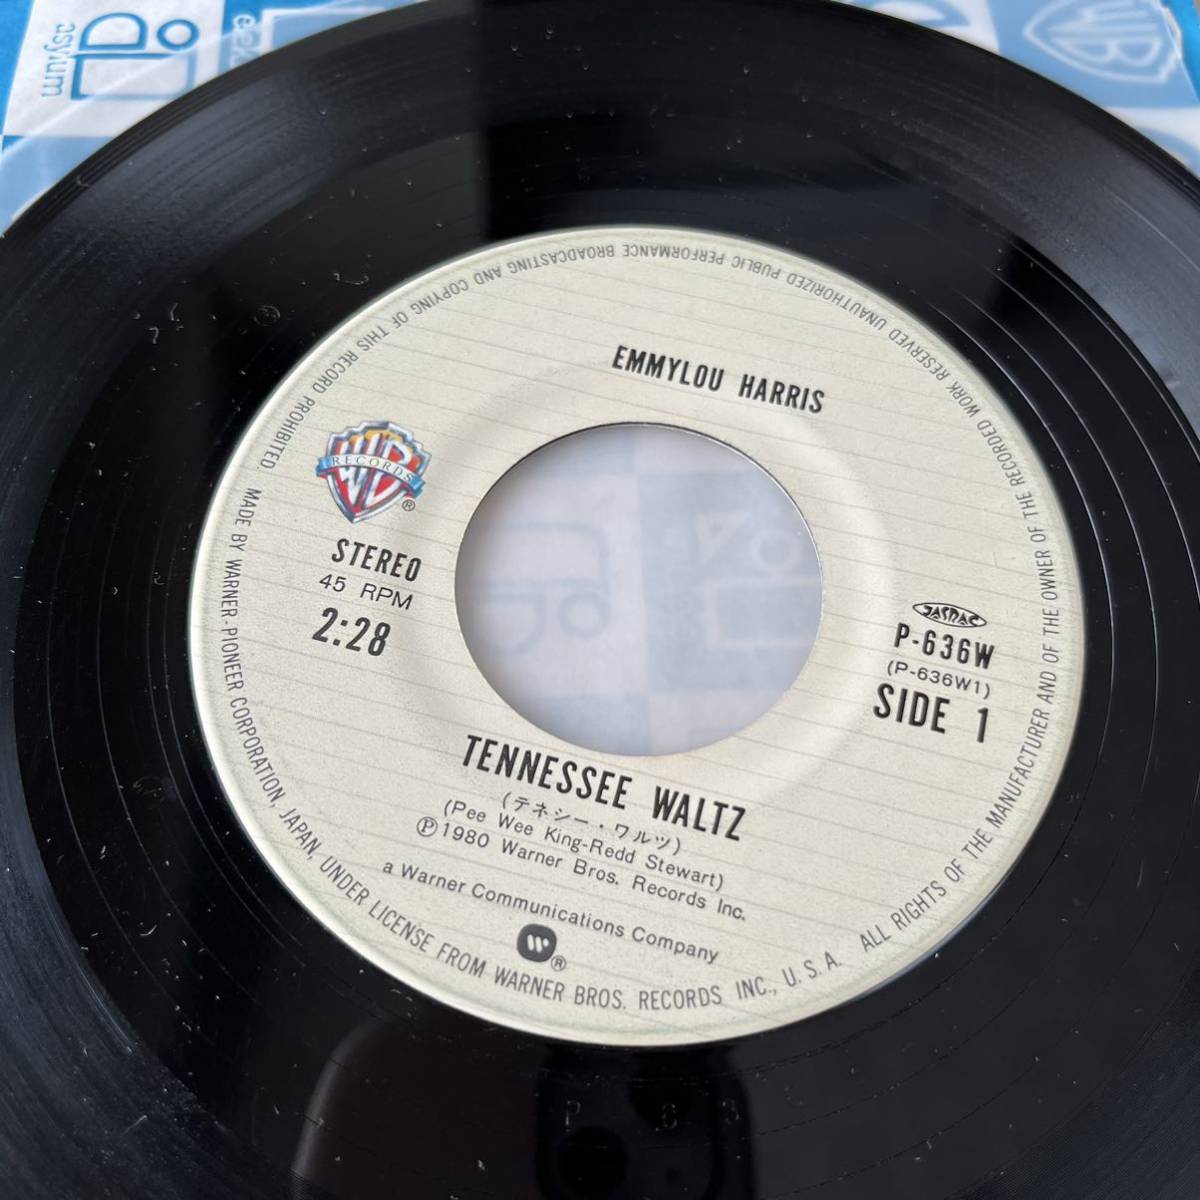 asylum
WB
EMMYLOU HARRIS
WB
RECORDS
®
STEREO
45 RPM
2:28
JASRAC
P-636W
(P-636W1)
SIDE 1
TENNESSEE WALTZ
(テネシー・ワルツ)
(Pee Wee King-Redd Stewart)
Ⓟ1980 Warner Bros. Records Inc.
a Warner Communications Company
W®
MADE BY WARNER-PIONEER CORPORATION, JAPAN, UNDER LICENSE FROM WARNER BROS. RECORDS INC., U.S.A. ALL RIGHTS OF THE MANUFACTURER AND OF THE OWNER OF THE RECORDED WORK RESERVED UNAUTHORIZED PUBLIC PERFORMANCE BROADCASTING AND COPYING OF THIS RECORD PROHIBITED.